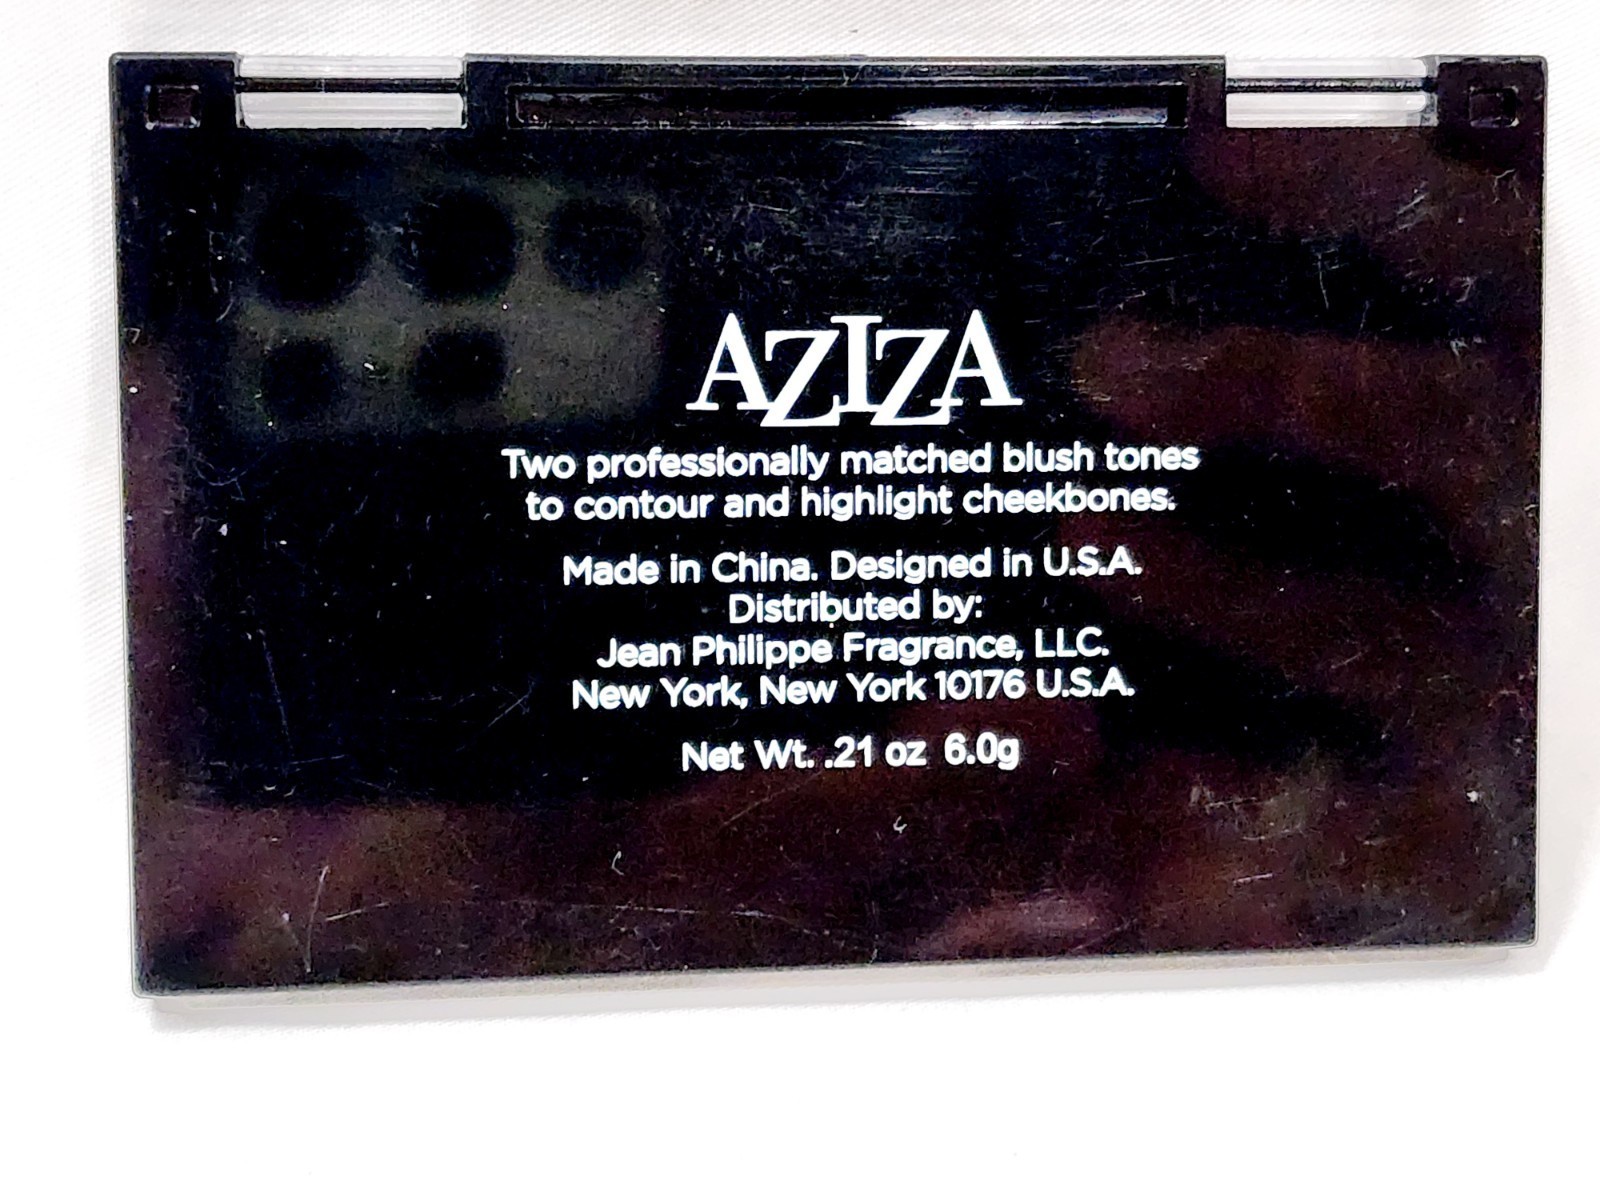 AZIZA
Two professionally matched blush tones
to contour and highlight cheekbones.
Made in China. Designed in U.S.A.
Distributed by:
Jean Philippe Fragrance, LLC.
New York, New York 10176 U.S.A.
Net Wt. .21 oz 6.0g